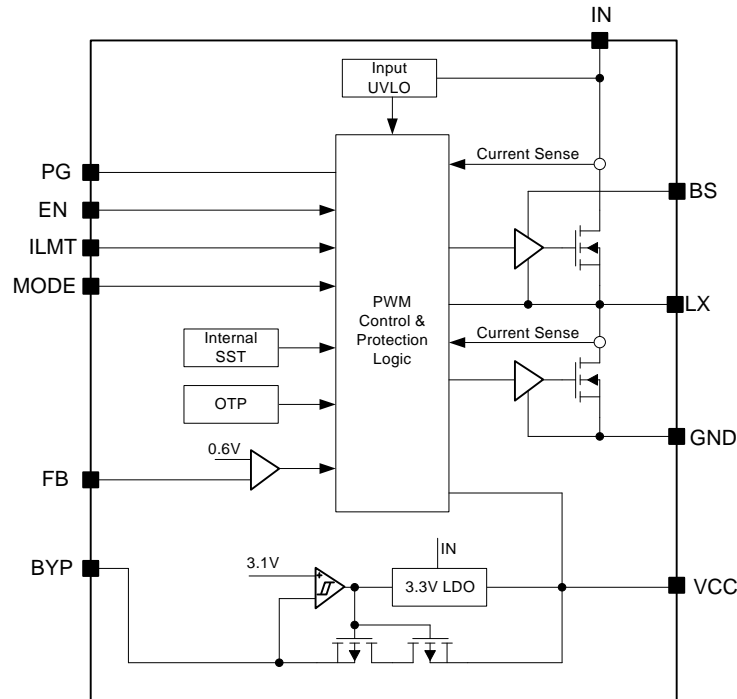 IN
Input
UVLO
Current Sense
PG
BS
EN
ILMT
MODE
PWM
Control &
Protection
Logic
LX
Internal
SST
Current Sense
OTP
GND
0.6V
FB
IN
BYP
3.1V
+
3.3V LDO
VCC